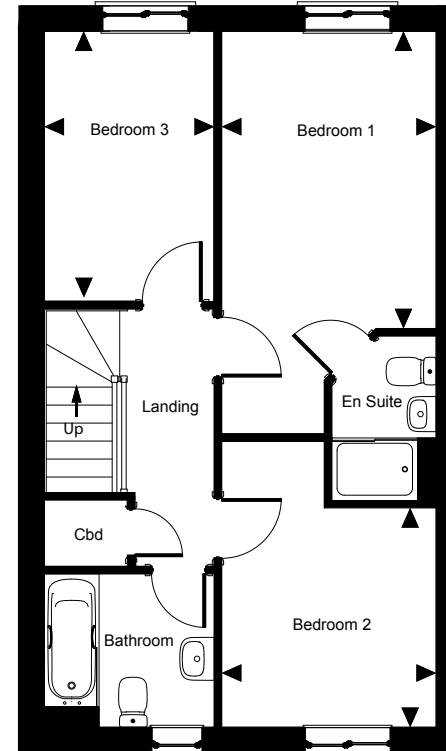 Bedroom 3
Bedroom 1
Landing
En Suite
Up
Cbd
Bedroom 2
Bathroom